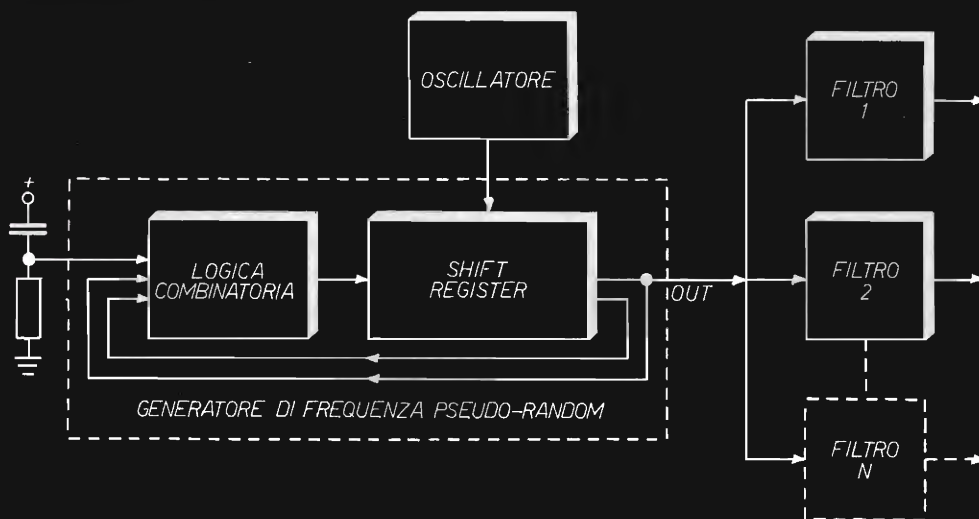 OSCILLATORE
FILTRO
1
+
LOGICA
COMBINATORIA
SHIFT
REGISTER
OUT
FILTRO
2
GENERATORE DI FREQUENZA PSEUDO-RANDOM
FILTRO
N